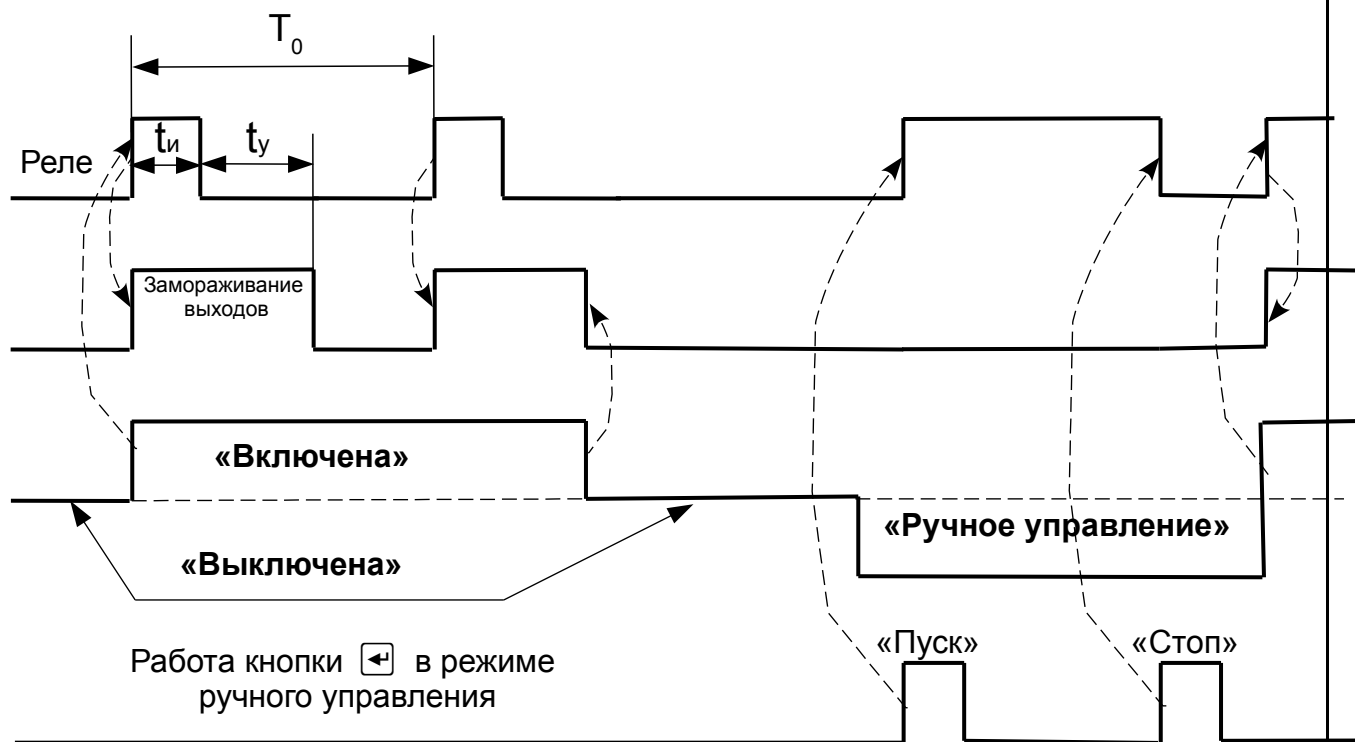 T₀
tи
tу
Реле
Замораживание
выходов
«Включена»
«Ручное управление»
«Выключена»
«Пуск»
«Стоп»
Работа кнопки ↵ в режиме
ручного управления